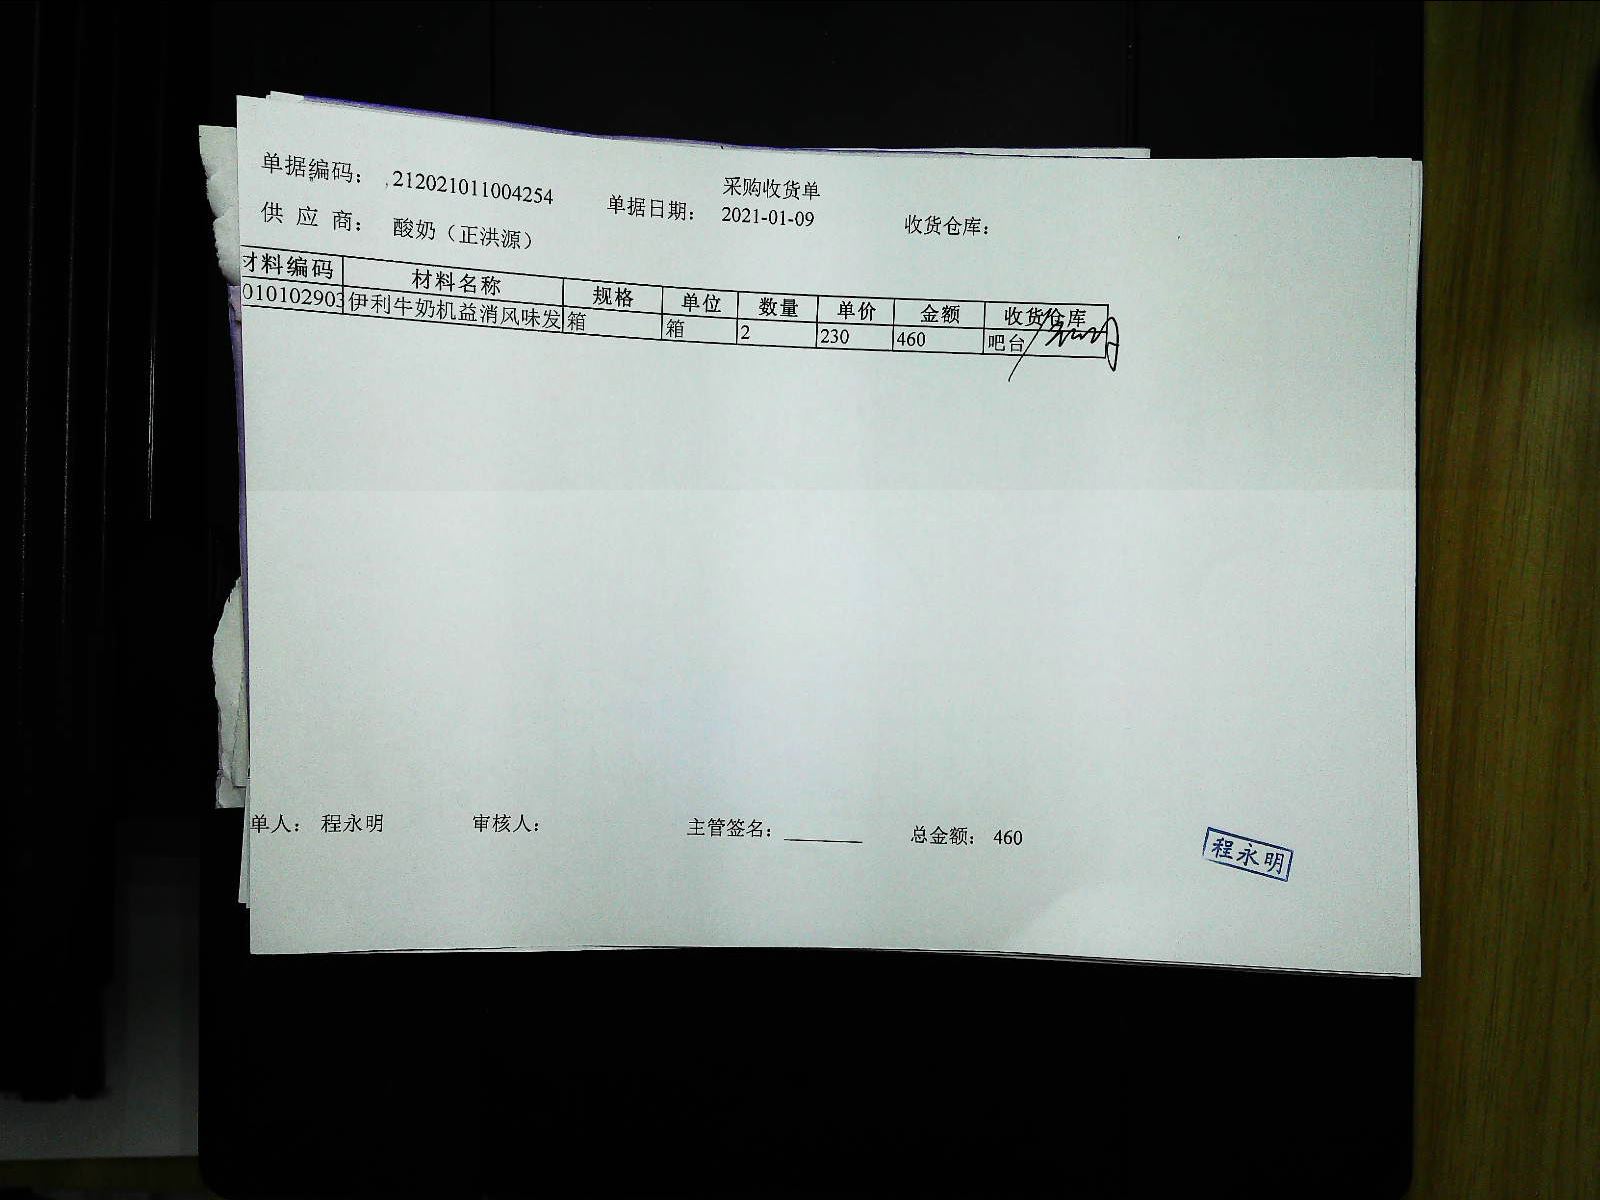 采购收货单
单据编码： 212021011004254 单据日期： 2021-01-09 收货仓库：
供 应 商： 酸奶（正洪源）
材料编码 材料名称 规格 单位 数量 单价 金额 收货仓库
010102903 伊利牛奶机益消风味发 箱 箱 2 230 460 吧台
单人： 程永明 审核人： 主管签名： 总金额： 460
程永明